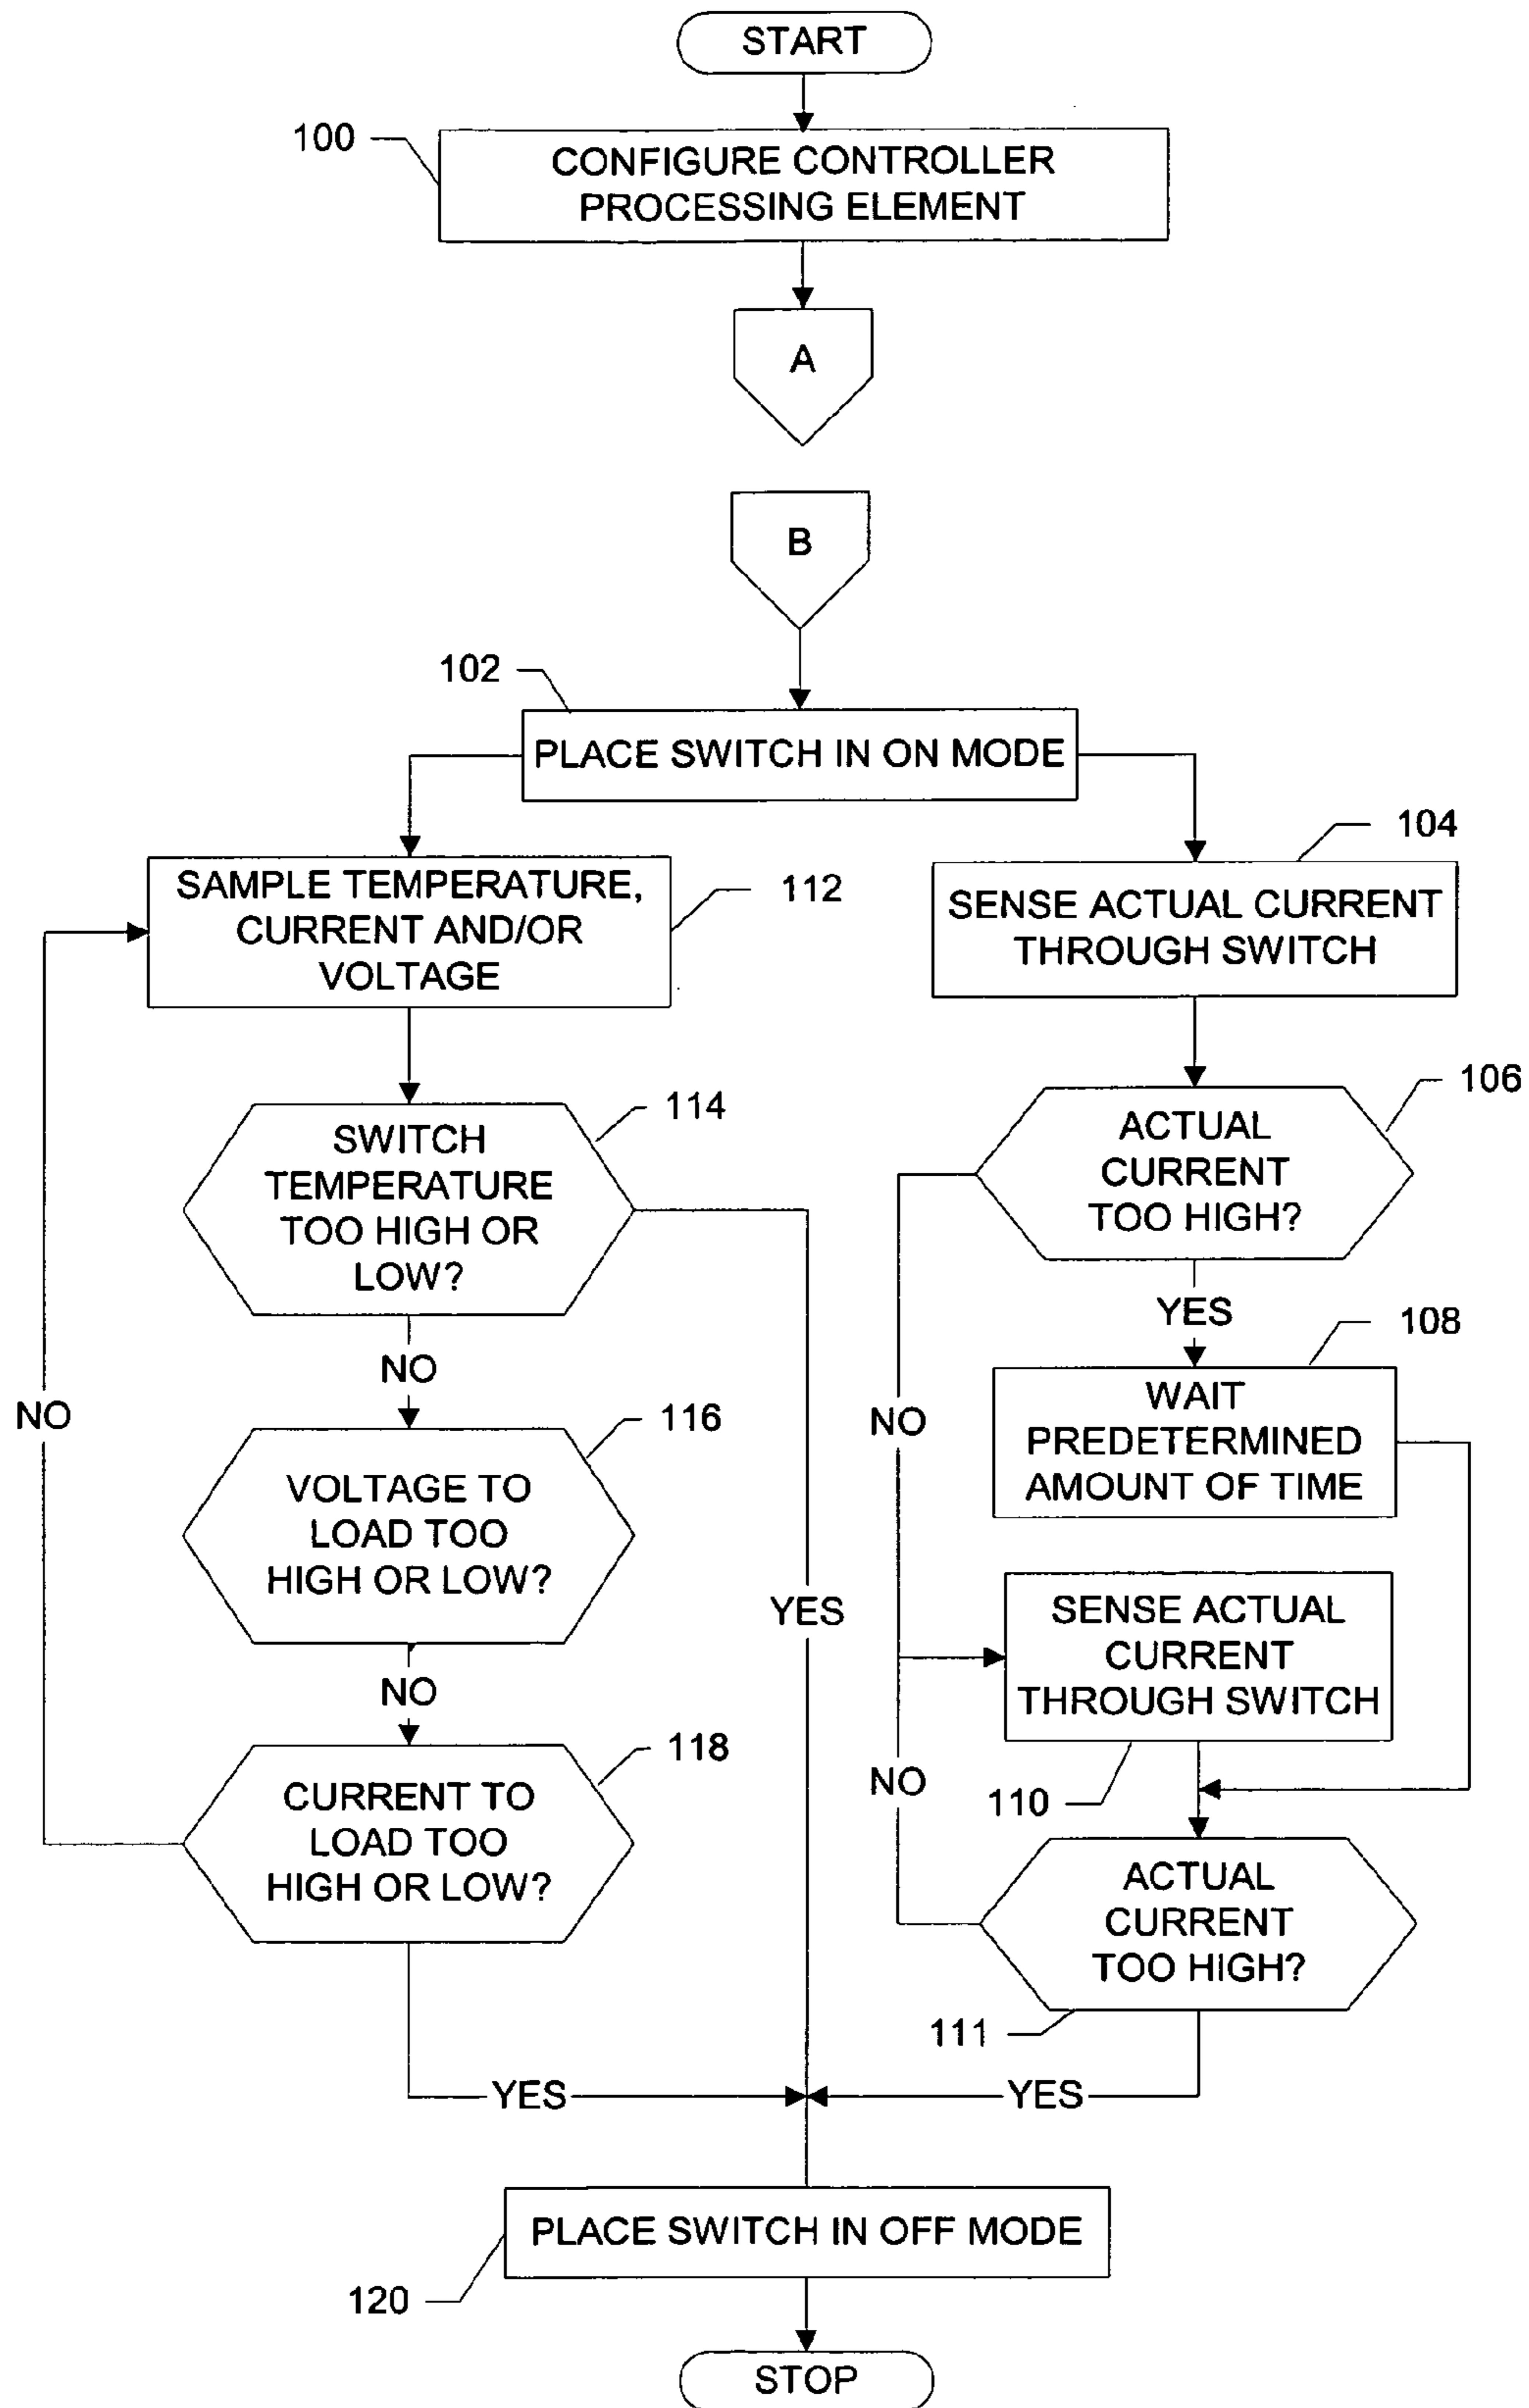 START
100
CONFIGURE CONTROLLER
PROCESSING ELEMENT
A
B
102
PLACE SWITCH IN ON MODE
104
SAMPLE TEMPERATURE,
CURRENT AND/OR
VOLTAGE
112
SENSE ACTUAL CURRENT
THROUGH SWITCH
106
114
SWITCH
TEMPERATURE
TOO HIGH OR
LOW?
ACTUAL
CURRENT
TOO HIGH?
YES
108
NO
NO
116
NO
WAIT
PREDETERMINED
AMOUNT OF TIME
VOLTAGE TO
LOAD TOO
HIGH OR LOW?
YES
SENSE ACTUAL
CURRENT
THROUGH SWITCH
NO
118
NO
110
CURRENT TO
LOAD TOO
HIGH OR LOW?
ACTUAL
CURRENT
TOO HIGH?
111
YES
YES
PLACE SWITCH IN OFF MODE
120
STOP